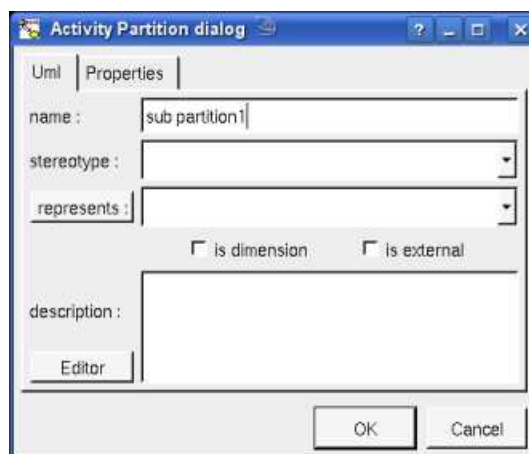 Activity Partition dialog
Uml Properties
name :
sub partition1
stereotype :
represents :
is dimension is external
description :
Editor
OK Cancel